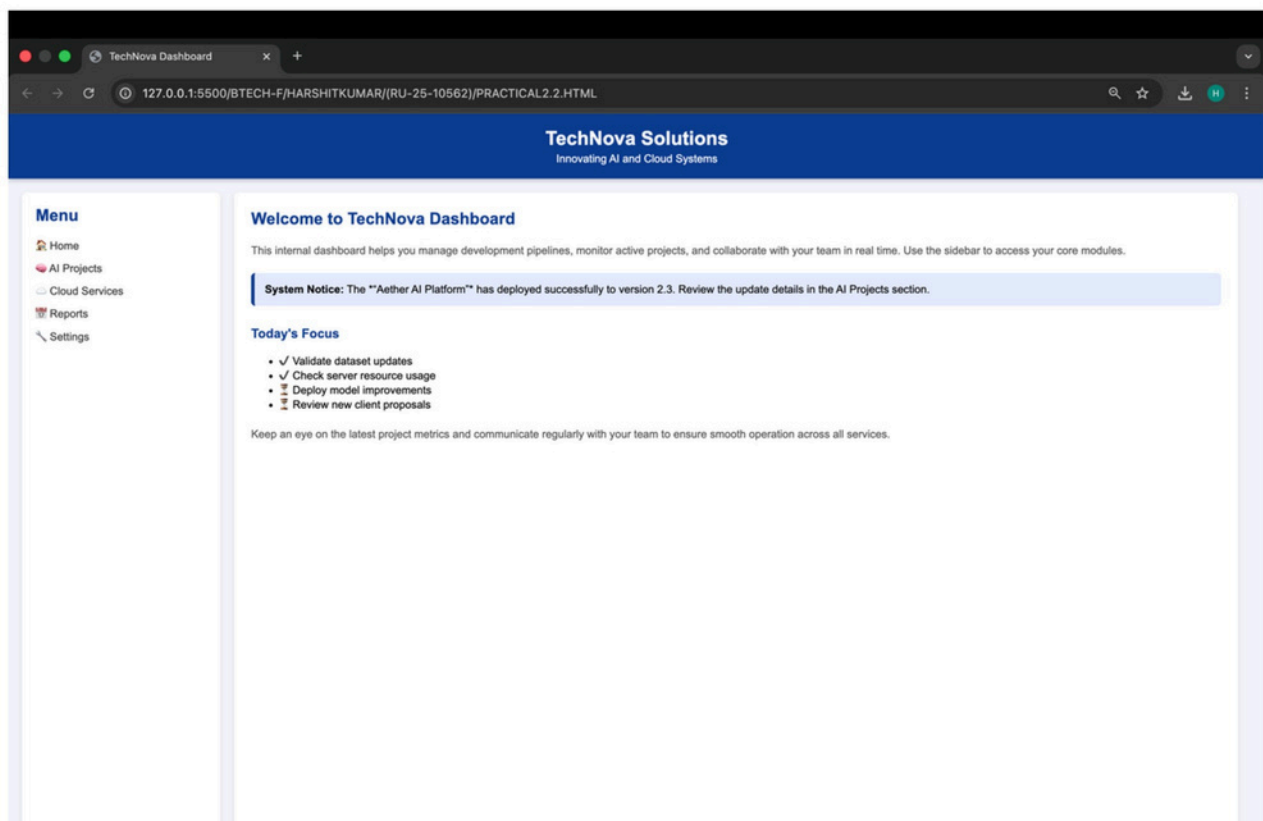 TechNova Dashboard
127.0.0.1:5500/BTECH-F/HARSHITKUMAR/(RU-25-10562)/PRACTICAL2.2.HTML
H
TechNova Solutions
Innovating AI and Cloud Systems
Menu
Home
AI Projects
Cloud Services
Reports
Settings
Welcome to TechNova Dashboard
This internal dashboard helps you manage development pipelines, monitor active projects, and collaborate with your team in real time. Use the sidebar to access your core modules.
System Notice: The *"Aether AI Platform"* has deployed successfully to version 2.3. Review the update details in the AI Projects section.
Today's Focus
• ✓ Validate dataset updates
• ✓ Check server resource usage
• ⏳ Deploy model improvements
• ⏳ Review new client proposals
Keep an eye on the latest project metrics and communicate regularly with your team to ensure smooth operation across all services.